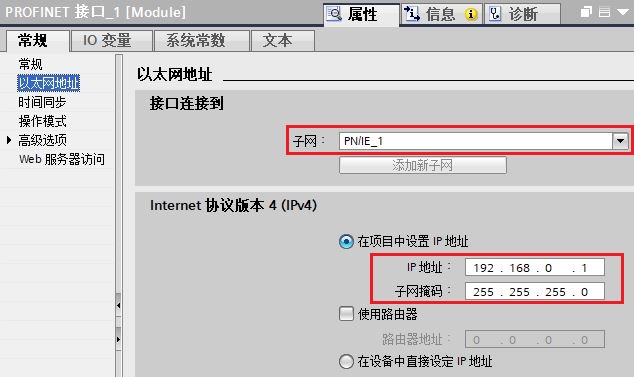 PROFINET 接口_1 [Module]
属性 信息 诊断
常规 IO 变量 系统常数 文本
常规
以太网地址
时间同步
操作模式
高级选项
Web 服务器访问
以太网地址
接口连接到
子网： PN/IE_1
添加新子网
Internet 协议版本 4 (IPv4)
在项目中设置 IP 地址
IP 地址： 192 . 168 . 0 . 1
子网掩码： 255 . 255 . 255 . 0
使用路由器
路由器地址： 0 . 0 . 0 . 0
在设备中直接设定 IP 地址